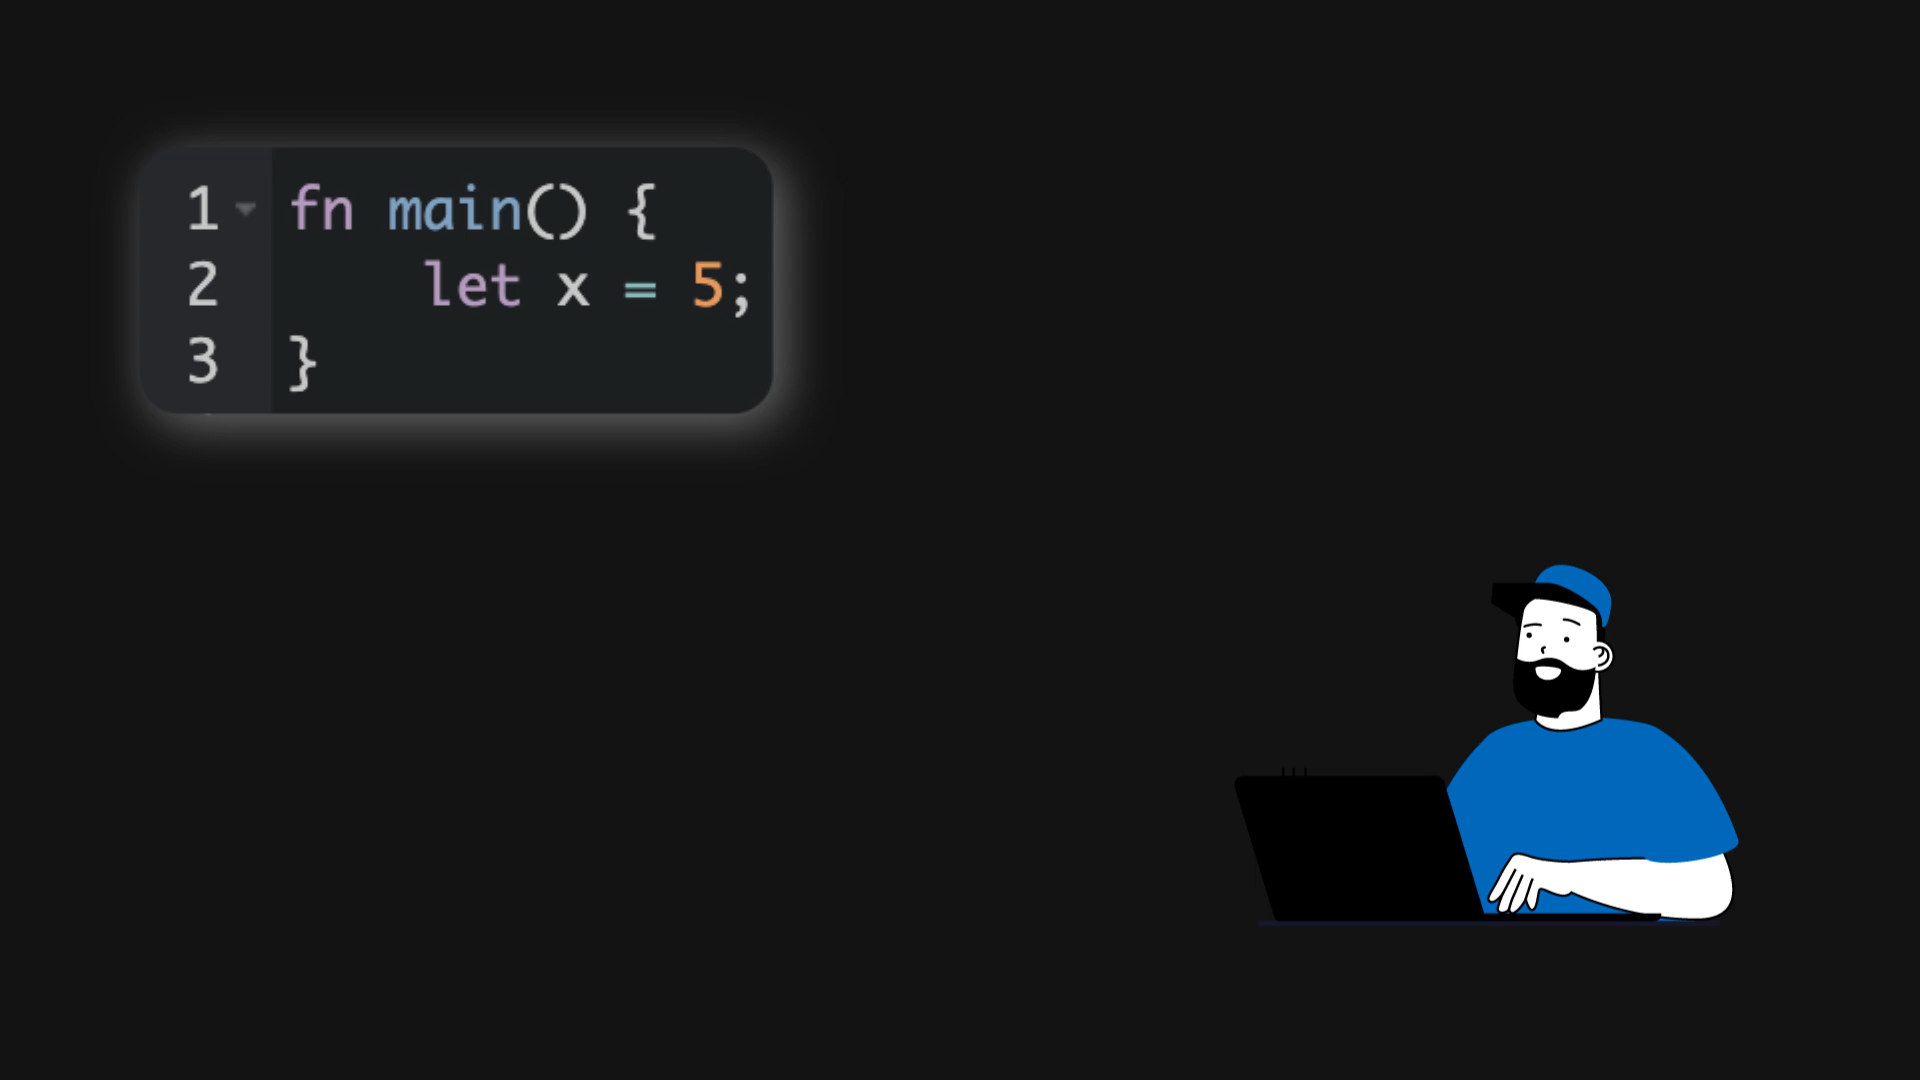 1 fn main() {
2     let x = 5;
3 }